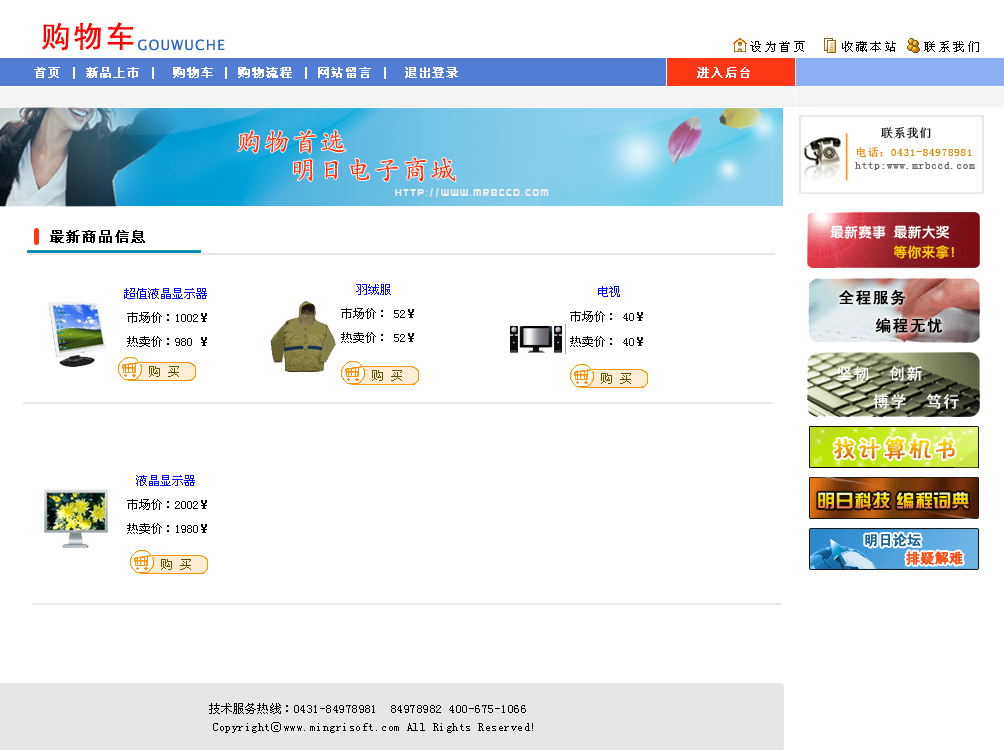 购物车GOUWUCHE
设为首页 收藏本站 联系我们
首页 | 新品上市 | 购物车 | 购物流程 | 网站留言 | 退出登录 进入后台
购物首选
明日电子商城
HTTP://WWW.MRBCCD.COM
联系我们
电话：0431-84978981
http:www.mrbccd.com
最新商品信息
超值液晶显示器
市场价：1002￥
热卖价：980 ￥
购 买
羽绒服
市场价： 52￥
热卖价： 52￥
购 买
电视
市场价： 40￥
热卖价： 40￥
购 买
液晶显示器
市场价：2002￥
热卖价：1980￥
购 买
最新赛事 最新大奖
等你来拿！
全程服务
编程无忧
坚韧 创新
博学 笃行
找计算机书
明日科技 编程词典
明日论坛
排疑解难
技术服务热线：0431-84978981 84978982 400-675-1066
Copyright©www.mingrisoft.com All Rights Reserved!